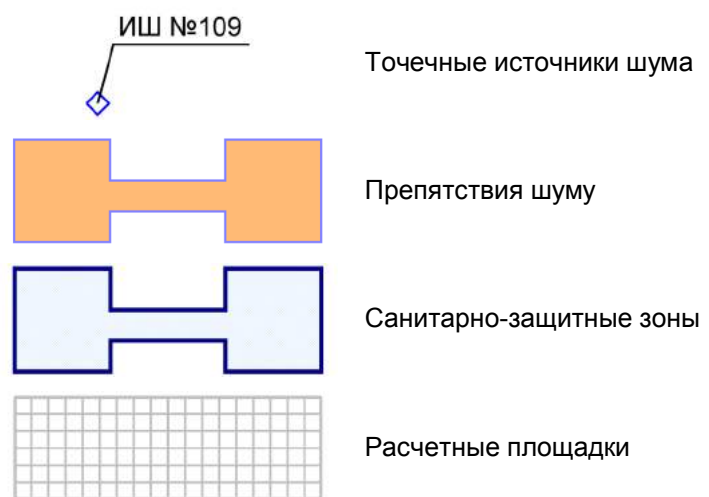 ИШ №109
Точечные источники шума
Препятствия шуму
Санитарно-защитные зоны
Расчетные площадки